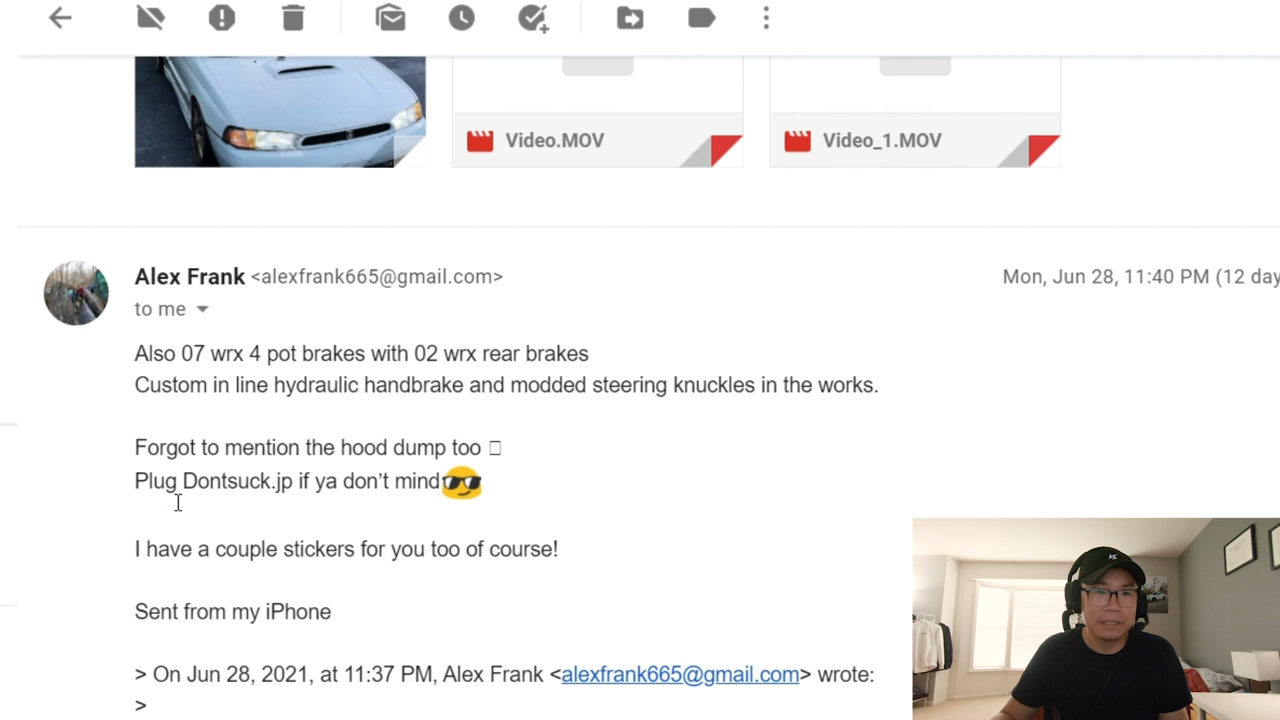 Video.MOV
Video_1.MOV
Alex Frank <alexfrank665@gmail.com>
Mon, Jun 28, 11:40 PM (12 day
to me
Also 07 wrx 4 pot brakes with 02 wrx rear brakes
Custom in line hydraulic handbrake and modded steering knuckles in the works.
Forgot to mention the hood dump too □
Plug Dontsuck.jp if ya don’t mind😎
I have a couple stickers for you too of course!
Sent from my iPhone
> On Jun 28, 2021, at 11:37 PM, Alex Frank <alexfrank665@gmail.com> wrote:
>